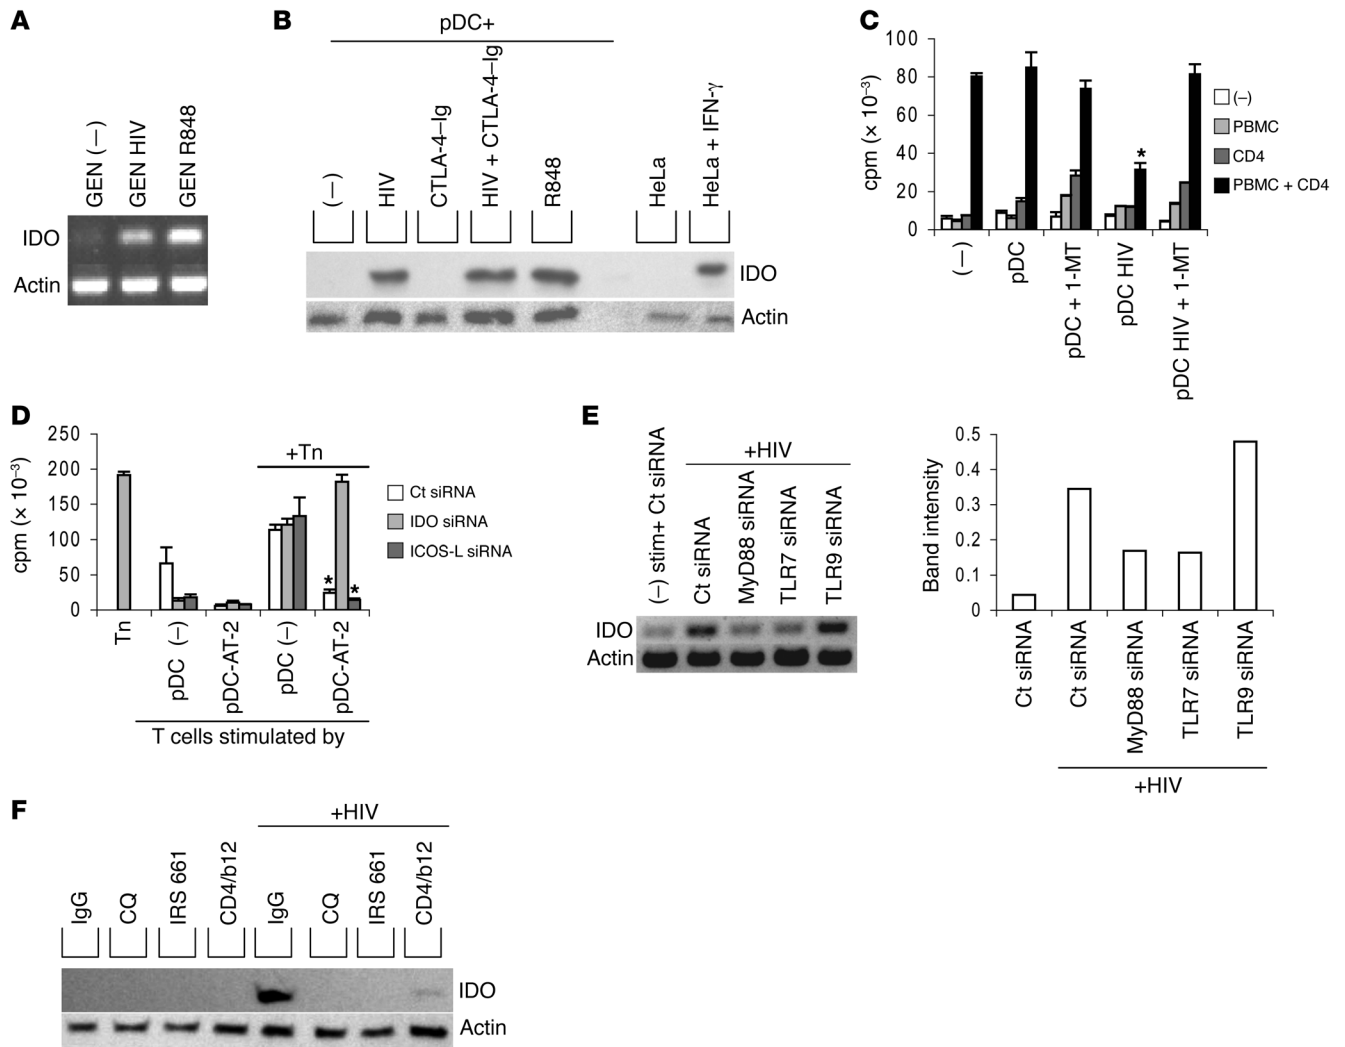 A
GEN (—)
GEN HIV
GEN R848
IDO
Actin
B
pDC+
(—)
HIV
CTLA-4–Ig
HIV + CTLA-4–Ig
R848
HeLa
HeLa + IFN-γ
IDO
Actin
C
cpm (× 10⁻³)
100
80
60
40
20
0
*
(–)
PBMC
CD4
PBMC + CD4
(—)
pDC
pDC + 1-MT
pDC HIV
pDC HIV + 1-MT
D
cpm (× 10⁻³)
250
200
150
100
50
0
+Tn
*
*
Ct siRNA
IDO siRNA
ICOS-L siRNA
Tn
pDC (–)
pDC-AT-2
pDC (–)
pDC-AT-2
T cells stimulated by
E
+HIV
(–) stim+ Ct siRNA
Ct siRNA
MyD88 siRNA
TLR7 siRNA
TLR9 siRNA
IDO
Actin
Band intensity
0.5
0.4
0.3
0.2
0.1
0
Ct siRNA
Ct siRNA
MyD88 siRNA
TLR7 siRNA
TLR9 siRNA
+HIV
F
+HIV
IgG
CQ
IRS 661
CD4/b12
IgG
CQ
IRS 661
CD4/b12
IDO
Actin